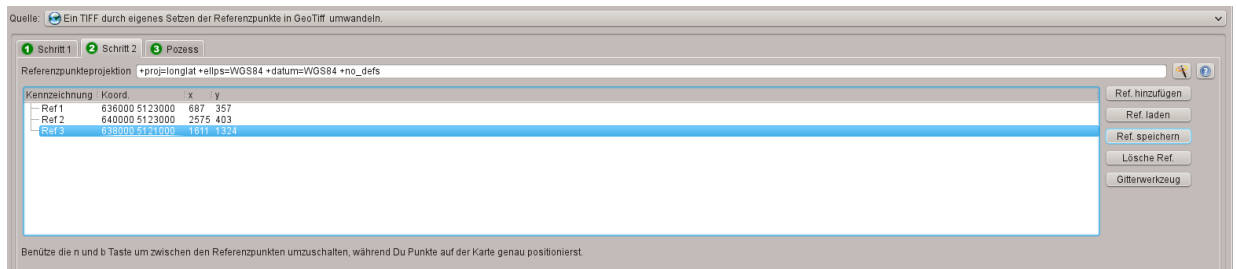 Quelle: Ein TIFF durch eigenes Setzen der Referenzpunkte in GeoTiff umwandeln.
1 Schritt 1 2 Schritt 2 3 Pozess
Referenzpunkteprojektion +proj=longlat +ellps=WGS84 +datum=WGS84 +no_defs
Kennzeichnung Koord. x y
Ref 1 636000 5123000 687 357
Ref 2 640000 5123000 2575 403
Ref 3 638000 5121000 1611 1324
Ref. hinzufügen
Ref. laden
Ref. speichern
Lösche Ref.
Gitterwerkzeug
Benütze die n und b Taste um zwischen den Referenzpunkten umzuschalten, während Du Punkte auf der Karte genau positionierst.